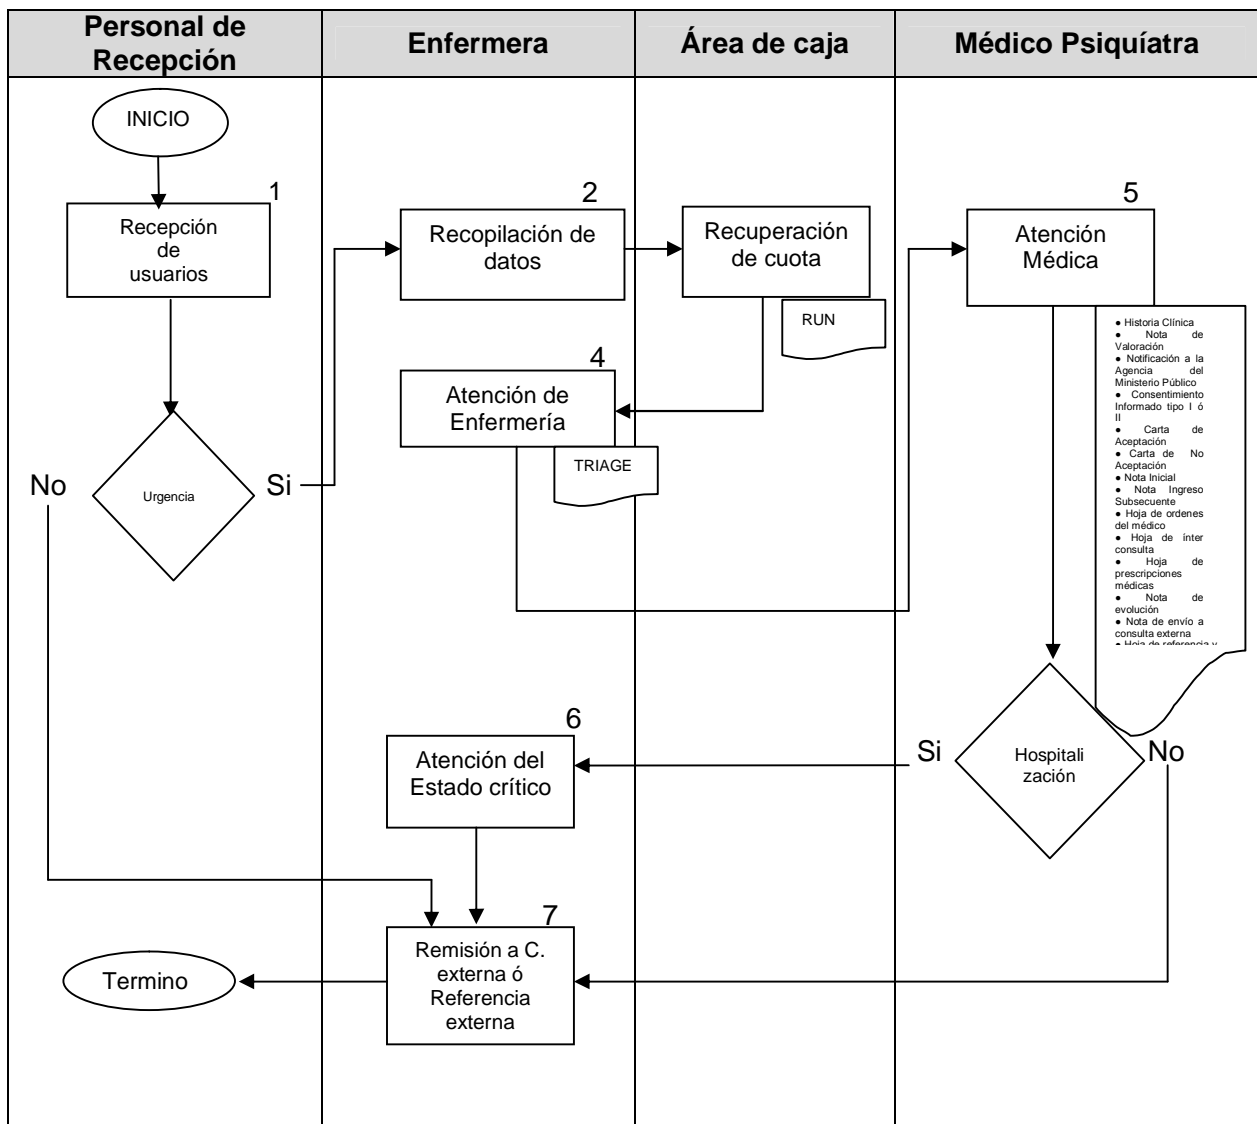 Personal de
Recepción
Enfermera
Área de caja
Médico Psiquíatra
INICIO
1
Recepción
de
usuarios
2
Recopilación de
datos
Recuperación
de cuota
RUN
5
Atención
Médica
● Historia Clínica
● Nota de
Valoración
● Notificación a la
Agencia del
Ministerio Público
● Consentimiento
Informado tipo I ó
II
● Carta de
Aceptación
● Carta de No
Aceptación
● Nota Inicial
● Nota Ingreso
Subsecuente
● Hoja de ordenes
del médico
● Hoja de ínter
consulta
● Hoja de
prescripciones
médicas
● Nota de
evolución
● Nota de envío a
consulta externa
● Hoja de referencia y
4
Atención de
Enfermería
TRIAGE
No
Urgencia
Si
6
Atención del
Estado crítico
Si
Hospitali
zación
No
7
Remisión a C.
externa ó
Referencia
externa
Termino